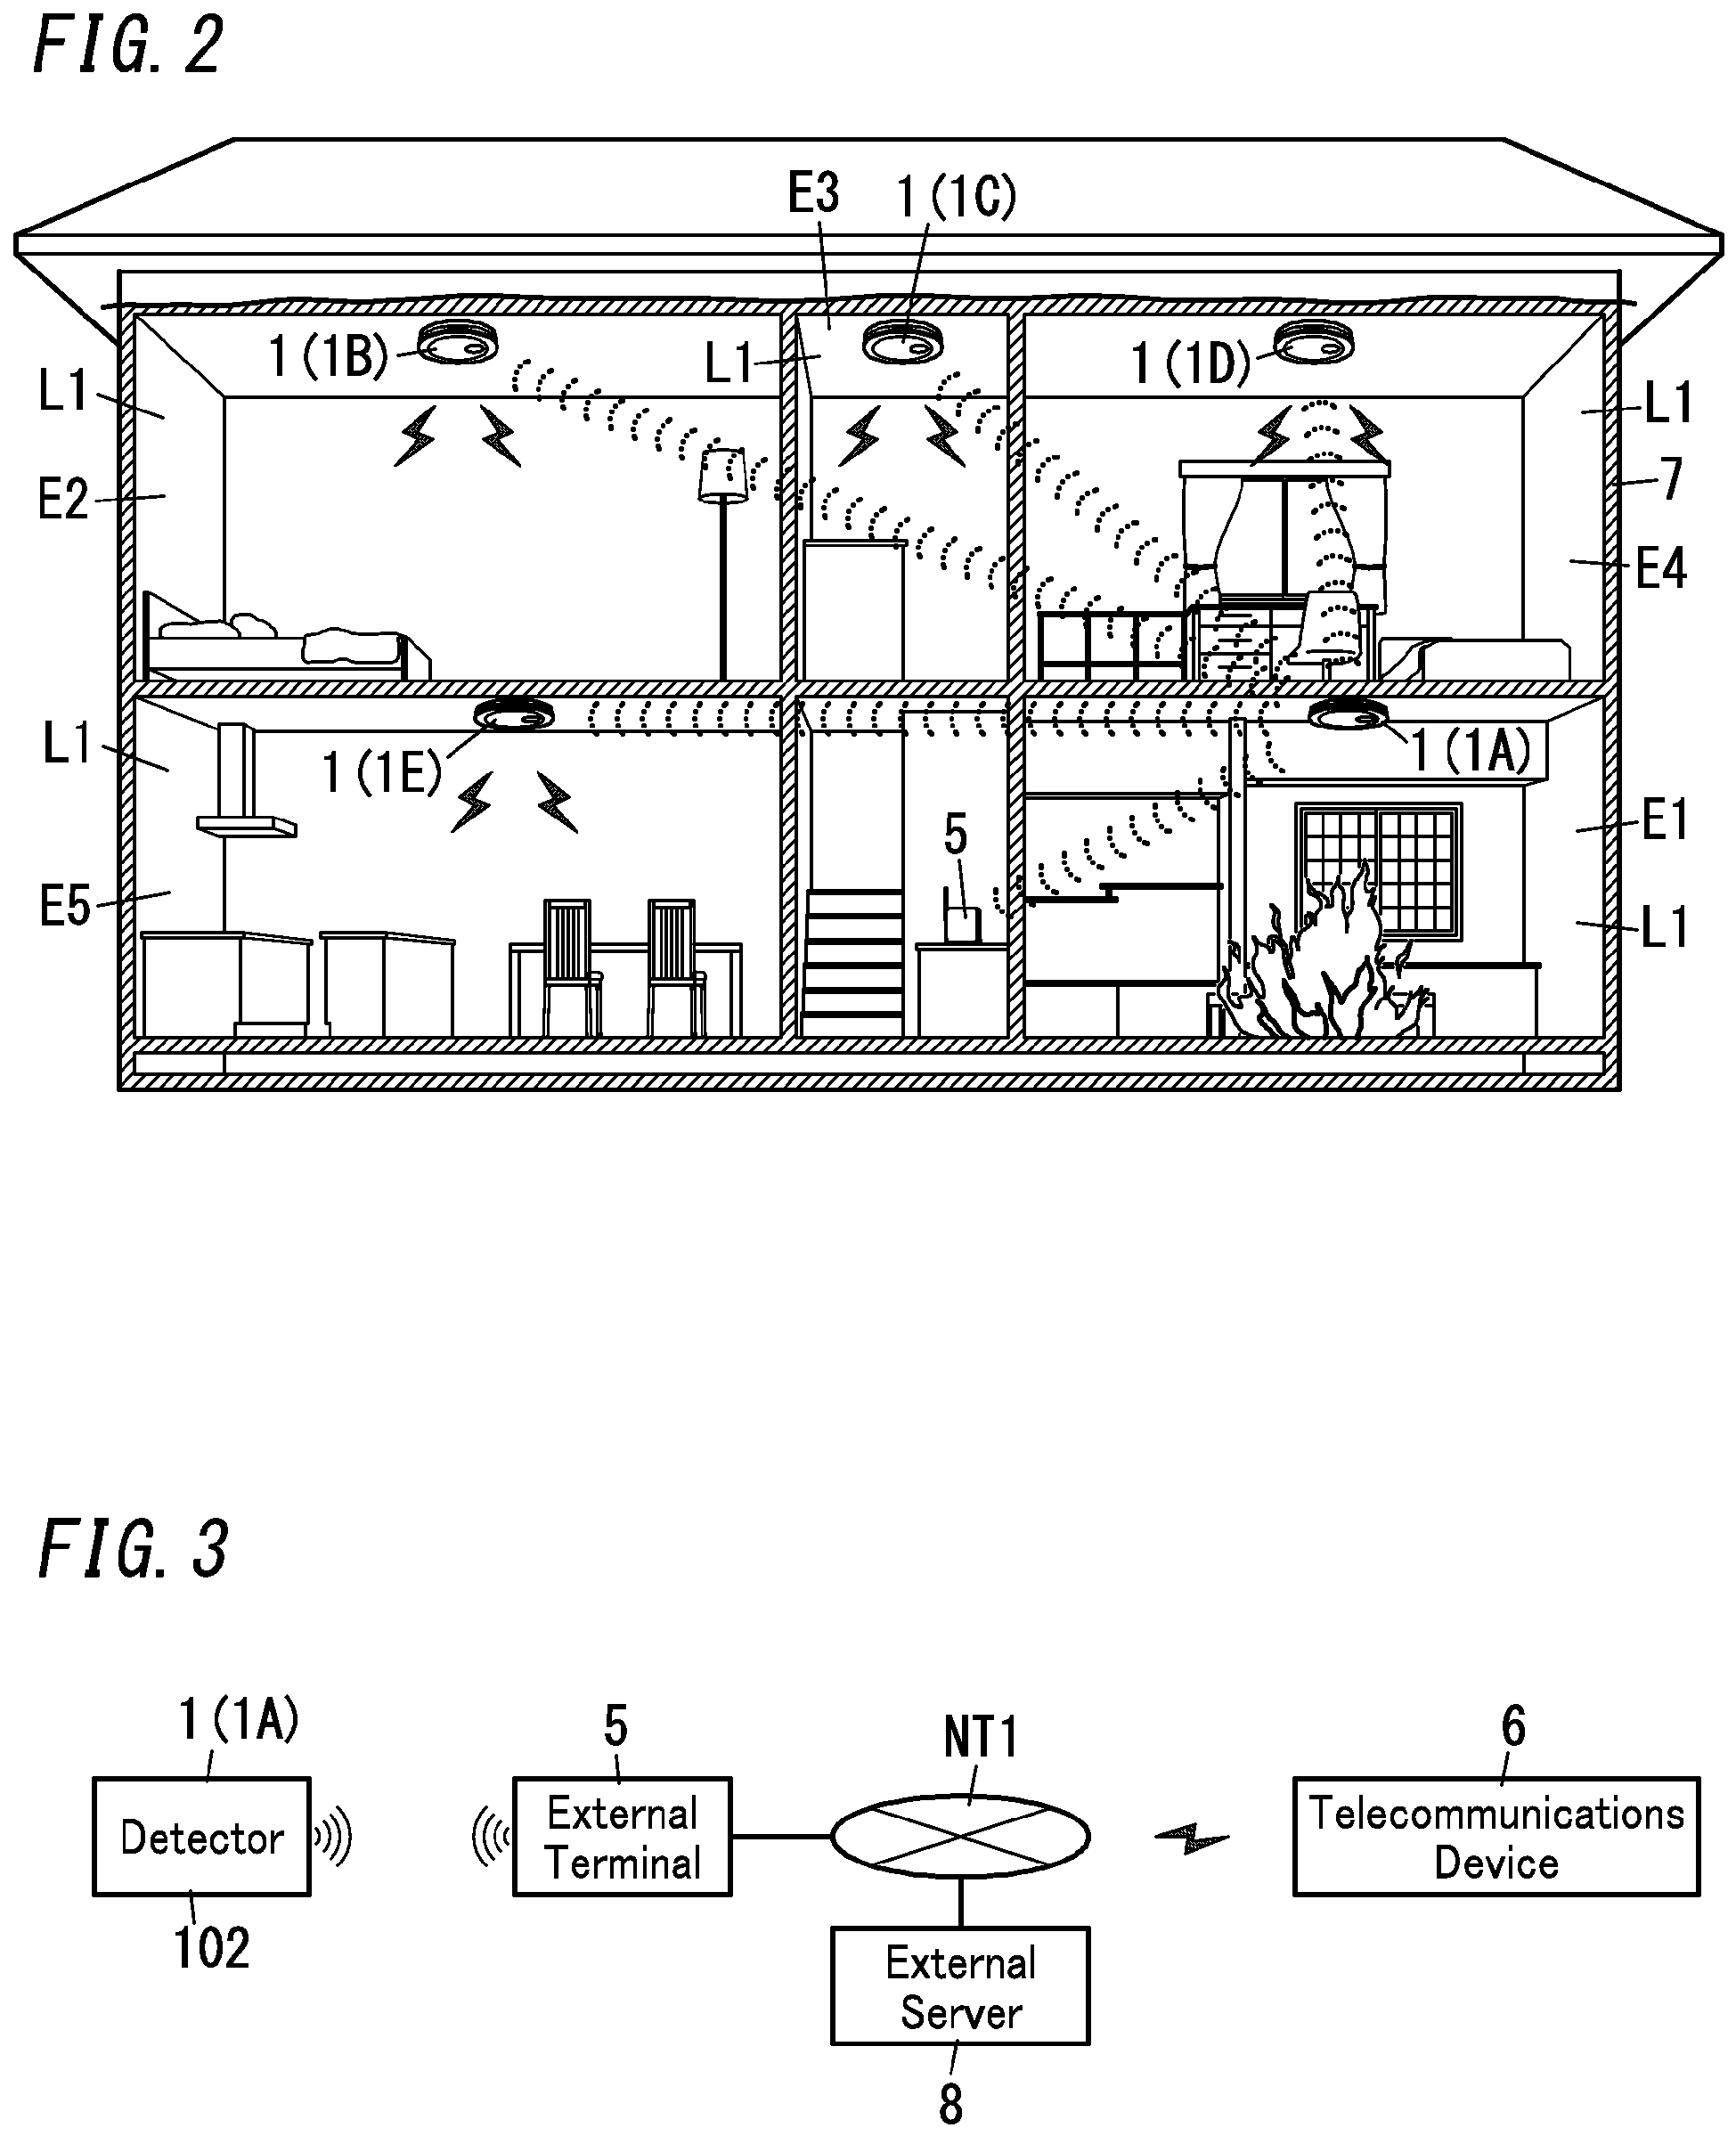 FIG. 2
E3
1(1C)
1(1B)
L1
1(1D)
L1
L1
7
E2
E4
L1
1(1E)
1(1A)
5
E1
E5
L1
FIG. 3
1(1A)
5
NT1
6
Detector
External
Terminal
Telecommunications
Device
102
External
Server
8